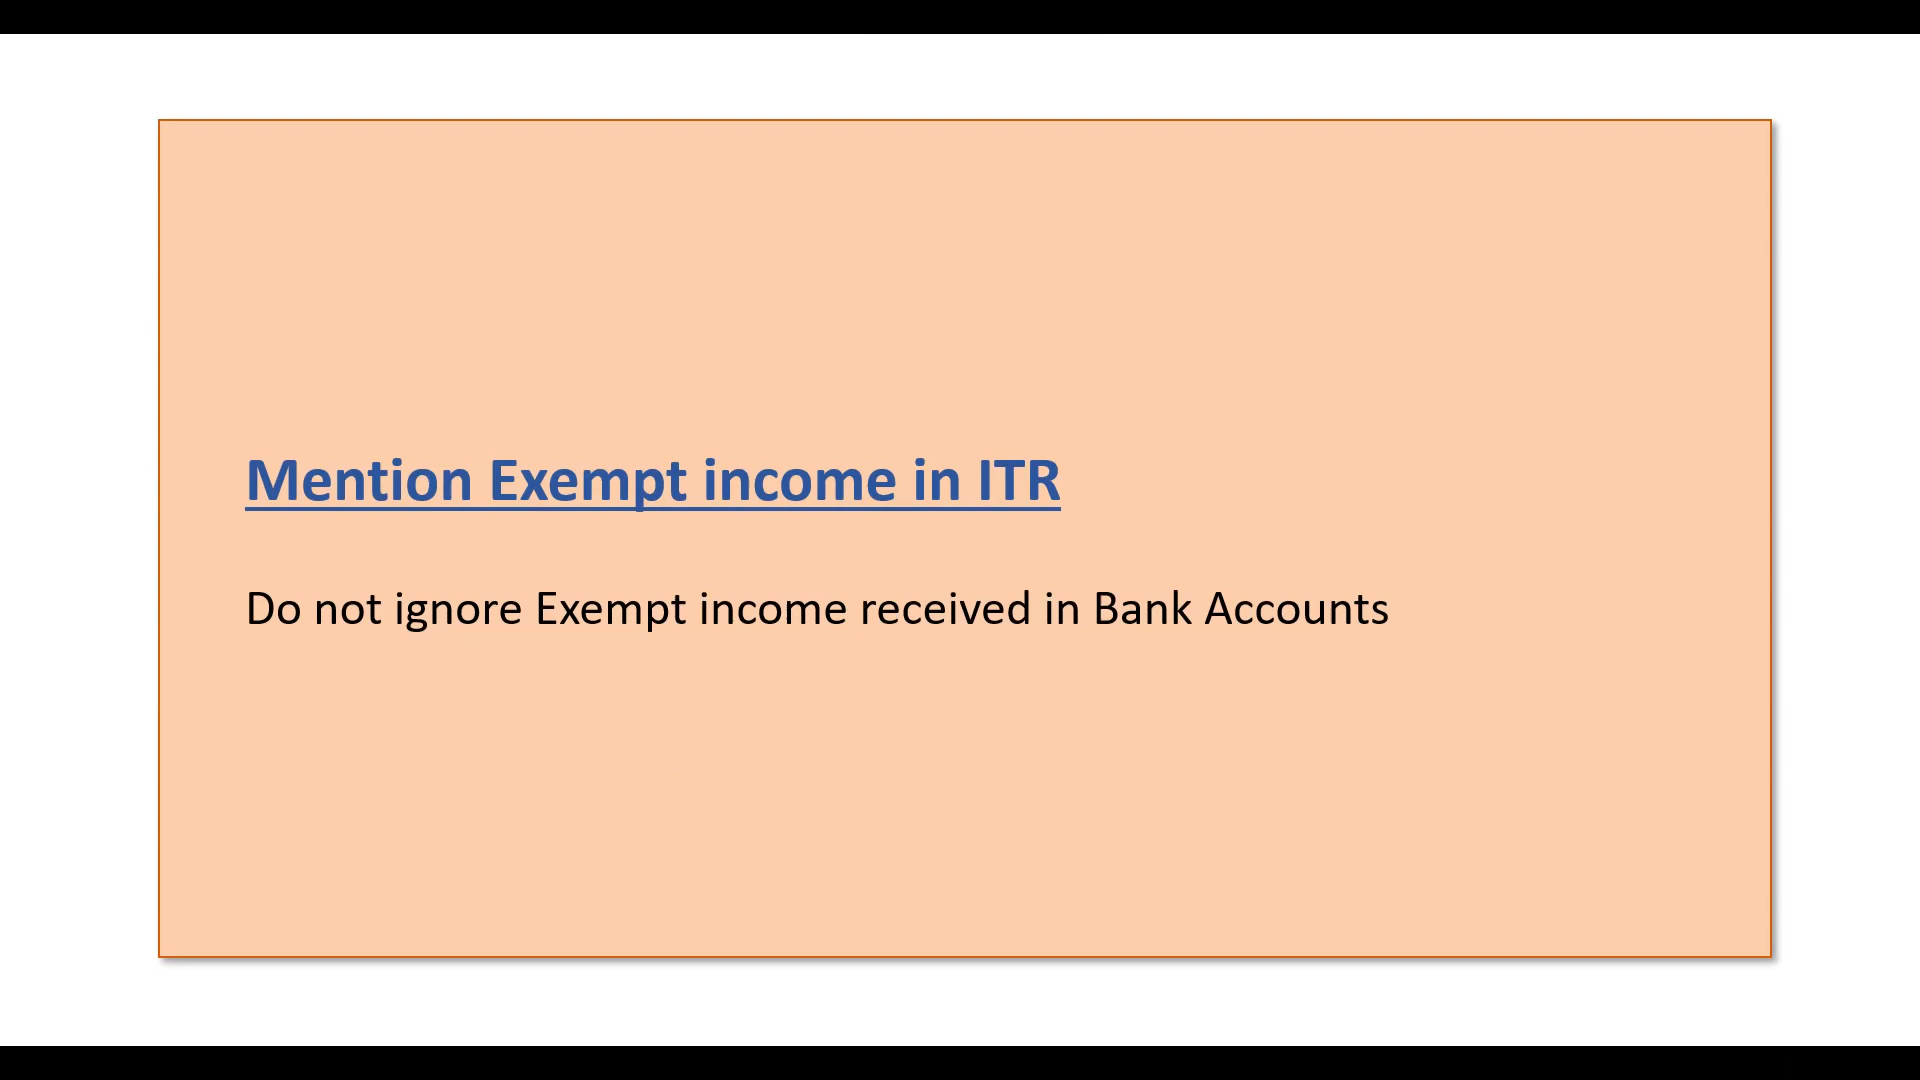 Mention Exempt income in ITR
Do not ignore Exempt income received in Bank Accounts